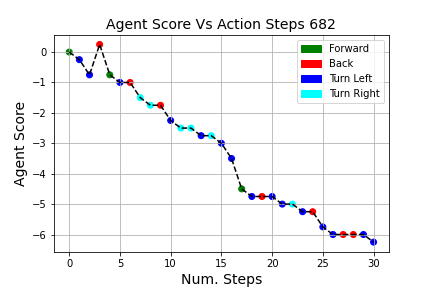 Agent Score Vs Action Steps 682
Forward
Back
Turn Left
Turn Right
0
−1
−2
−3
−4
−5
−6
Agent Score
0 5 10 15 20 25 30
Num. Steps